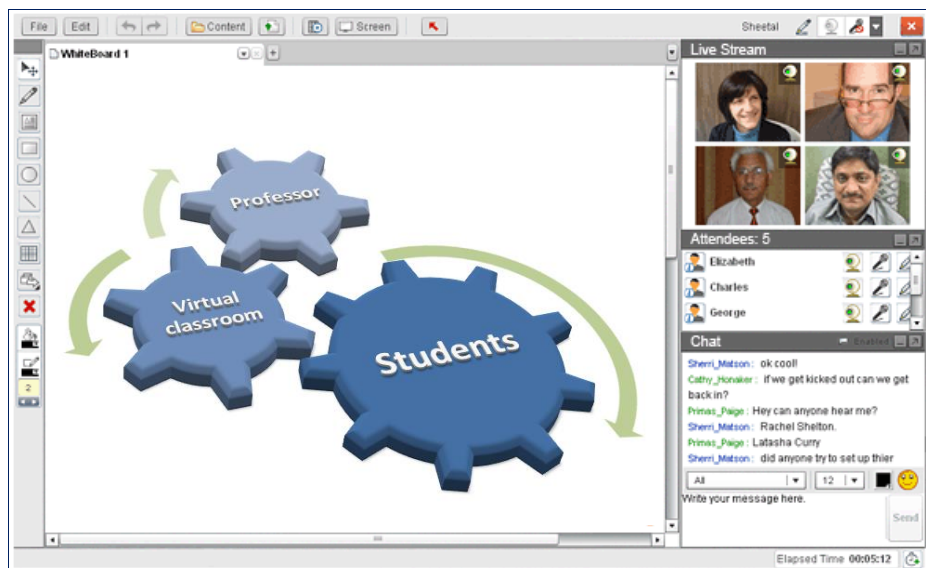 File Edit Content Screen Sheetal
WhiteBoard 1
Professor
Virtual
classroom
Students
2
Live Stream
Attendees: 5
Elizabeth
Charles
George
Chat Enabled
Sherri_Matson : ok cool!
Cathy_Honaker : if we get kicked out can we get
back in?
Primas_Paige : Hey can anyone hear me?
Sherri_Matson : Rachel Shelton.
Primas_Paige : Latasha Curry
Sherri_Matson : did anyone try to set up thier
All 12
Write your message here.
Send
Elapsed Time 00:05:12